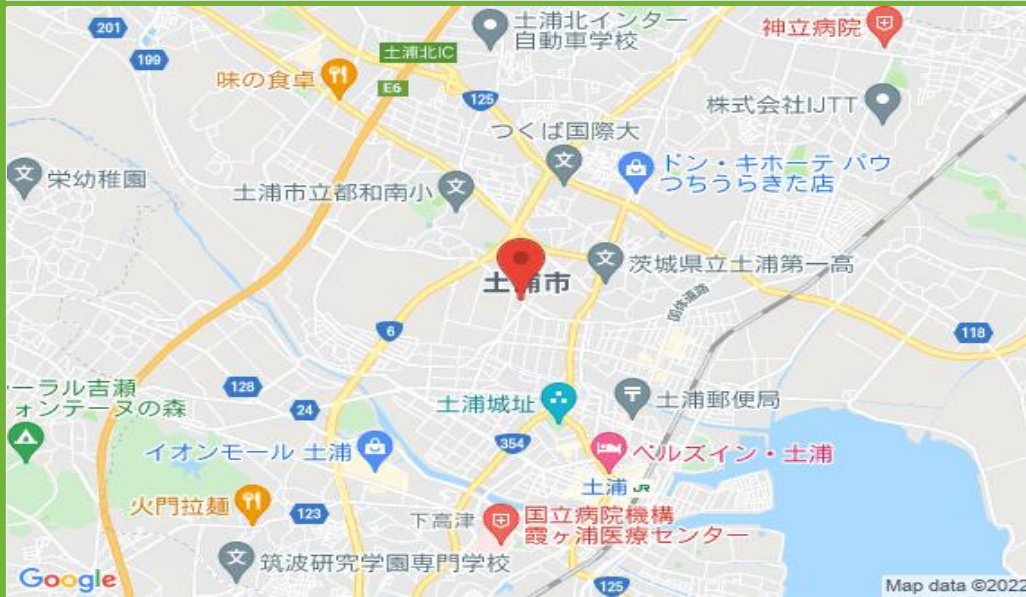 201
土浦北インター
自動車学校
神立病院
199
土浦北IC
味の食卓
E6
125
株式会社IJTT
つくば国際大
ドン・キホーテ パウ
つちうらきた店
栄幼稚園
土浦市立都和南小
土浦市
茨城県立土浦第一高
国体道路
6
118
ーラル吉瀬
ォンテーヌの森
128
24
土浦城址
土浦郵便局
354
イオンモール 土浦
ベルズイン・土浦
土浦 JR
火門拉麺
123
下高津
国立病院機構
霞ヶ浦医療センター
筑波研究学園専門学校
125
Google
Map data ©2022